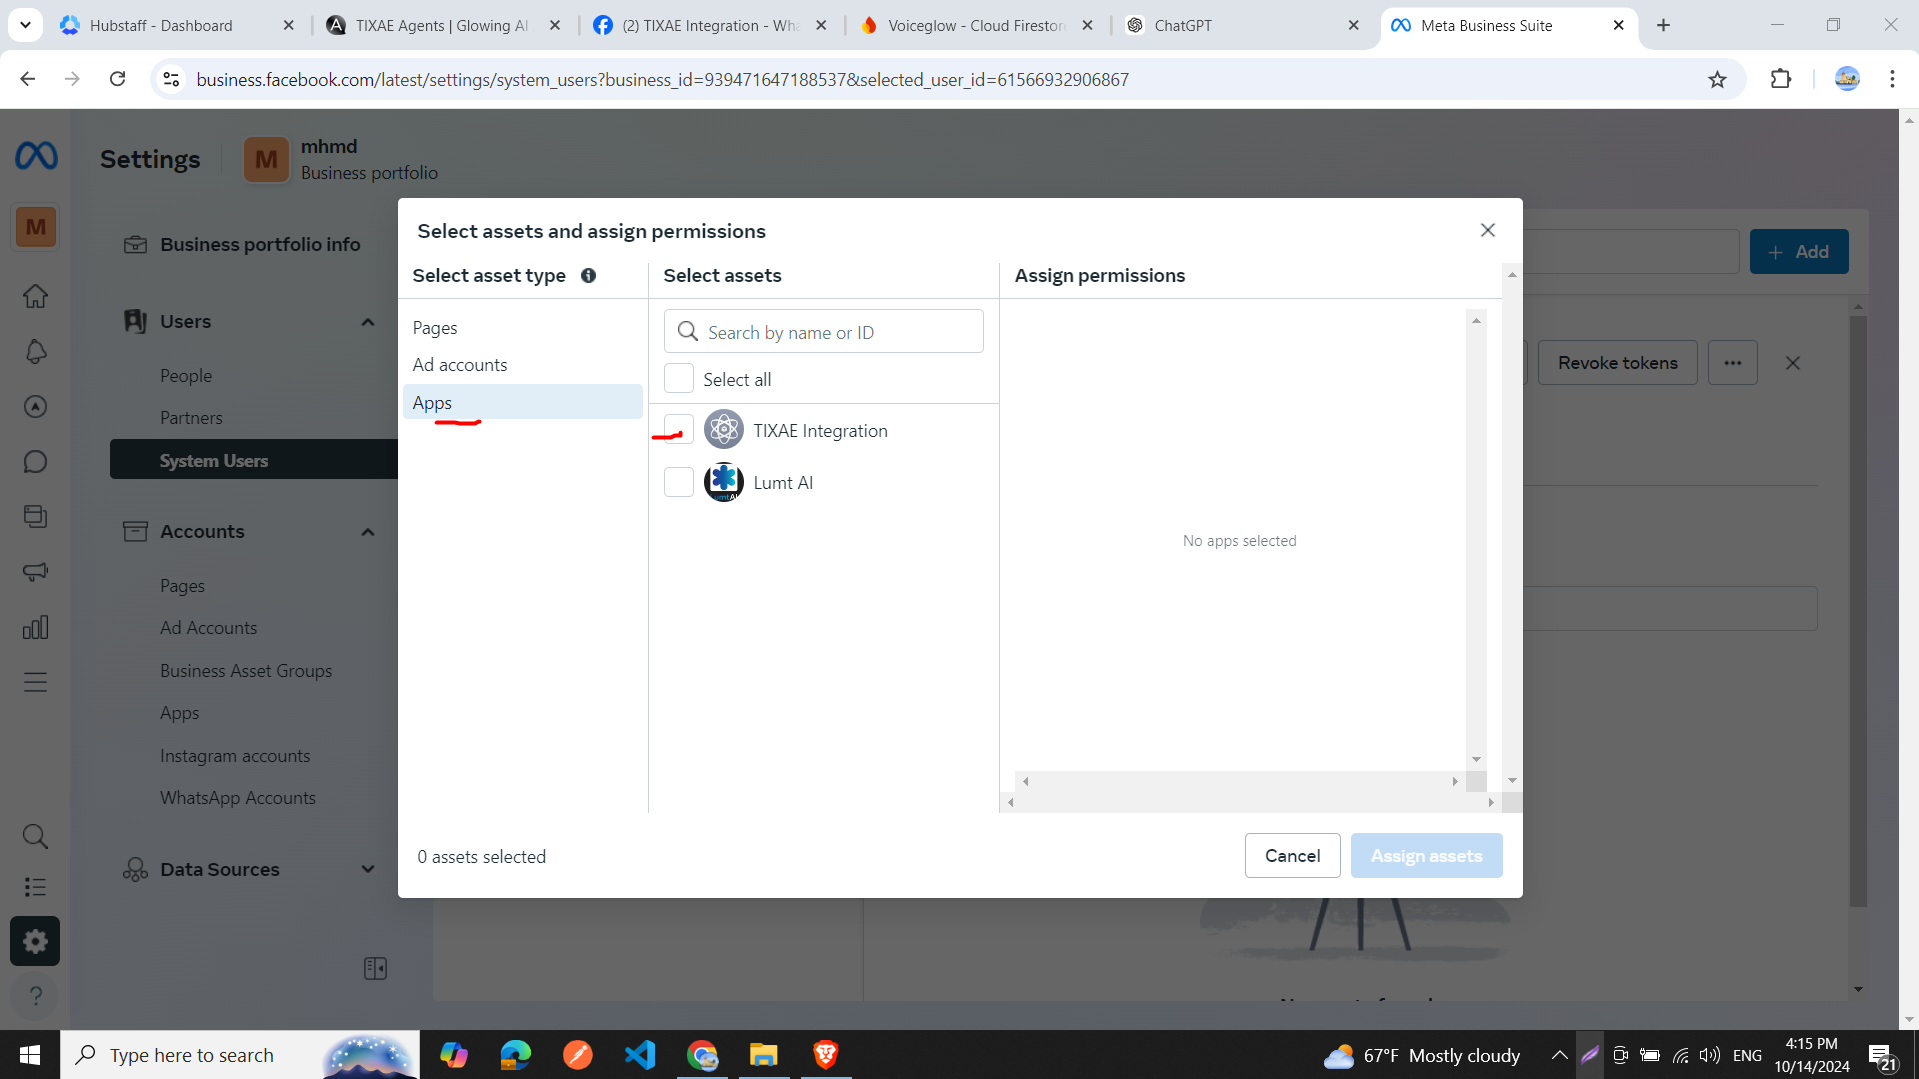 Hubstaff - Dashboard
TIXAE Agents | Glowing AI
(2) TIXAE Integration - Wha
Voiceglow - Cloud Firestor
ChatGPT
Meta Business Suite
business.facebook.com/latest/settings/system_users?business_id=939471647188537&selected_user_id=61566932906867
Settings
M
mhmd
Business portfolio
M
Business portfolio info
Users
People
Partners
System Users
Accounts
Pages
Ad Accounts
Business Asset Groups
Apps
Instagram accounts
WhatsApp Accounts
Data Sources
Add
Revoke tokens
Select assets and assign permissions
Select asset type
Select assets
Assign permissions
Pages
Ad accounts
Apps
Search by name or ID
Select all
TIXAE Integration
Lumt AI
No apps selected
0 assets selected
Cancel
Assign assets
Type here to search
67°F Mostly cloudy
ENG
4:15 PM
10/14/2024
21